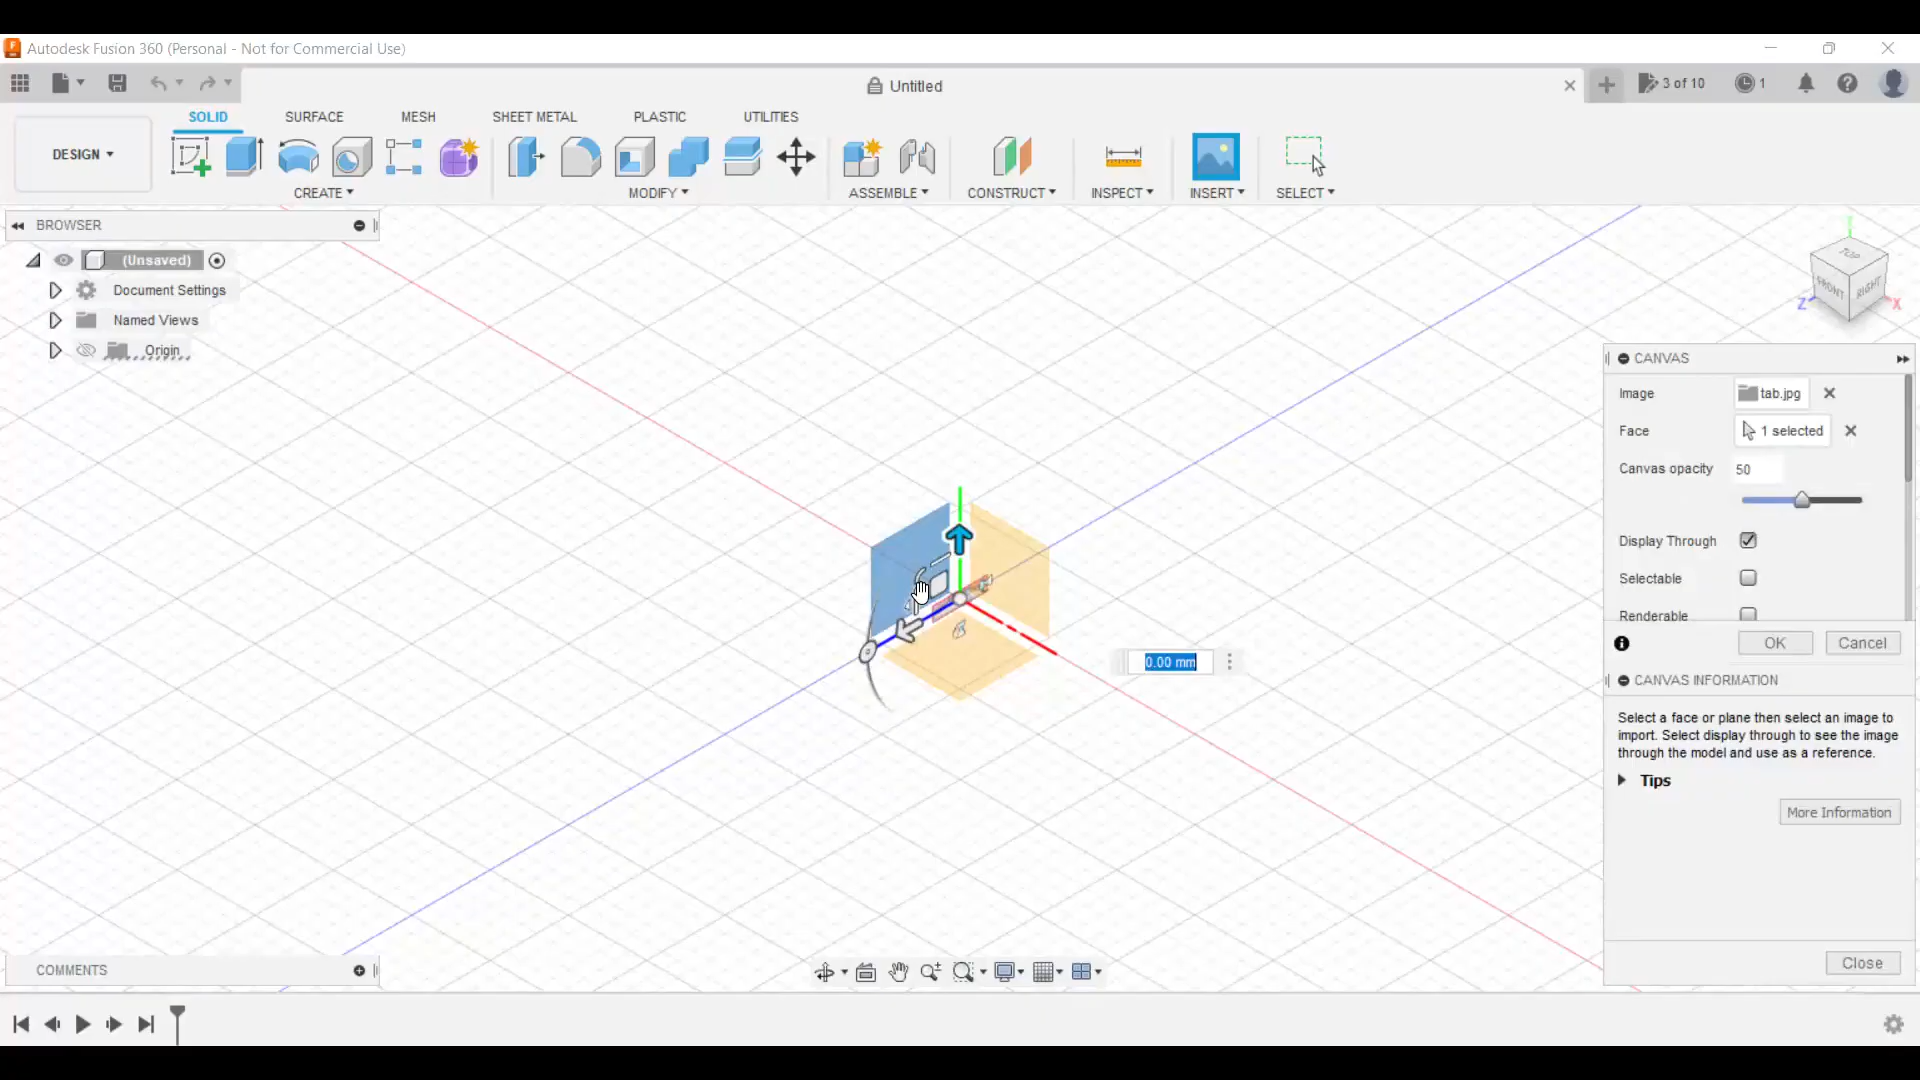 Autodesk Fusion 360 (Personal - Not for Commercial Use)
Untitled
3 of 10
1
SOLID
SURFACE
MESH
SHEET METAL
PLASTIC
UTILITIES
DESIGN
CREATE
MODIFY
ASSEMBLE
CONSTRUCT
INSPECT
INSERT
SELECT
BROWSER
(Unsaved)
Document Settings
Named Views
Origin
TOP
FRONT
RIGHT
Z
X
CANVAS
Image
tab.jpg
Face
1 selected
Canvas opacity
50
Display Through
Selectable
Renderable
OK
Cancel
0.00 mm
CANVAS INFORMATION
Select a face or plane then select an image to
import. Select display through to see the image
through the model and use as a reference.
Tips
More Information
Close
COMMENTS